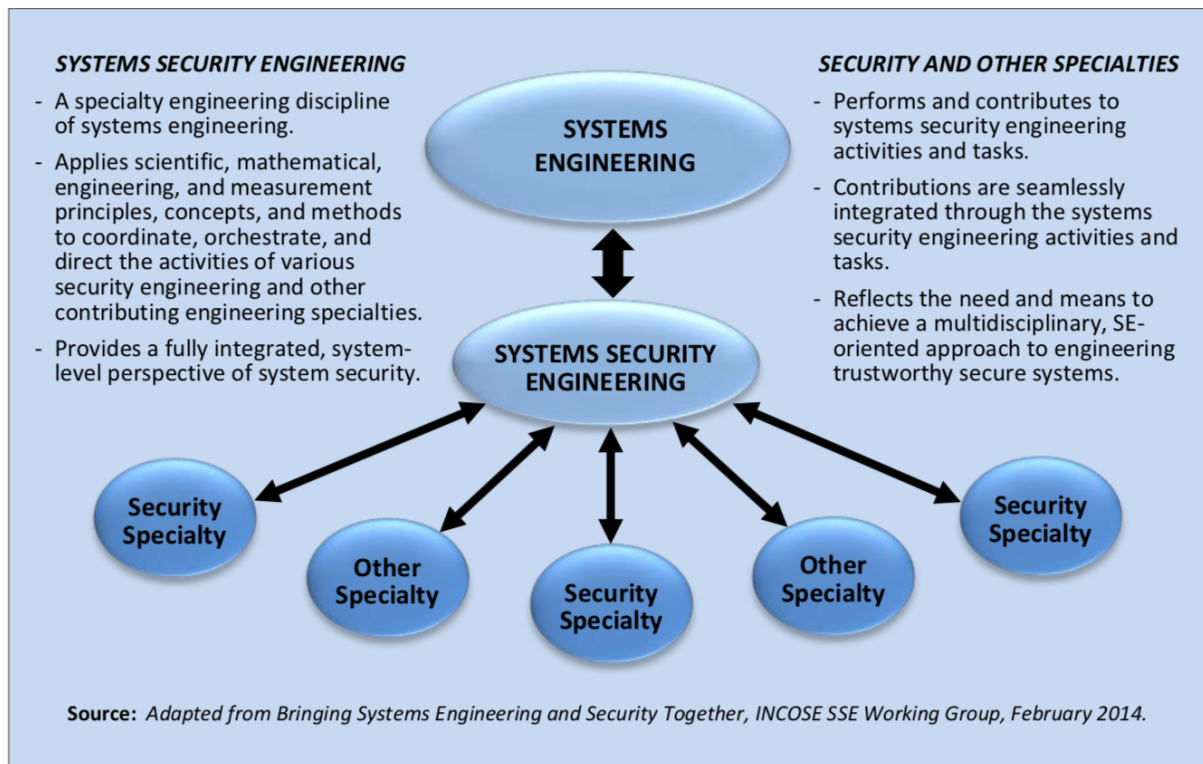 SYSTEMS SECURITY ENGINEERING
- A specialty engineering discipline
of systems engineering.
- Applies scientific, mathematical,
engineering, and measurement
principles, concepts, and methods
to coordinate, orchestrate, and
direct the activities of various
security engineering and other
contributing engineering specialties.
- Provides a fully integrated, system-
level perspective of system security.
SYSTEMS
ENGINEERING
SYSTEMS SECURITY
ENGINEERING
SECURITY AND OTHER SPECIALTIES
- Performs and contributes to
systems security engineering
activities and tasks.
- Contributions are seamlessly
integrated through the systems
security engineering activities and
tasks.
- Reflects the need and means to
achieve a multidisciplinary, SE-
oriented approach to engineering
trustworthy secure systems.
Security
Specialty
Other
Specialty
Security
Specialty
Other
Specialty
Security
Specialty
Source: Adapted from Bringing Systems Engineering and Security Together, INCOSE SSE Working Group, February 2014.